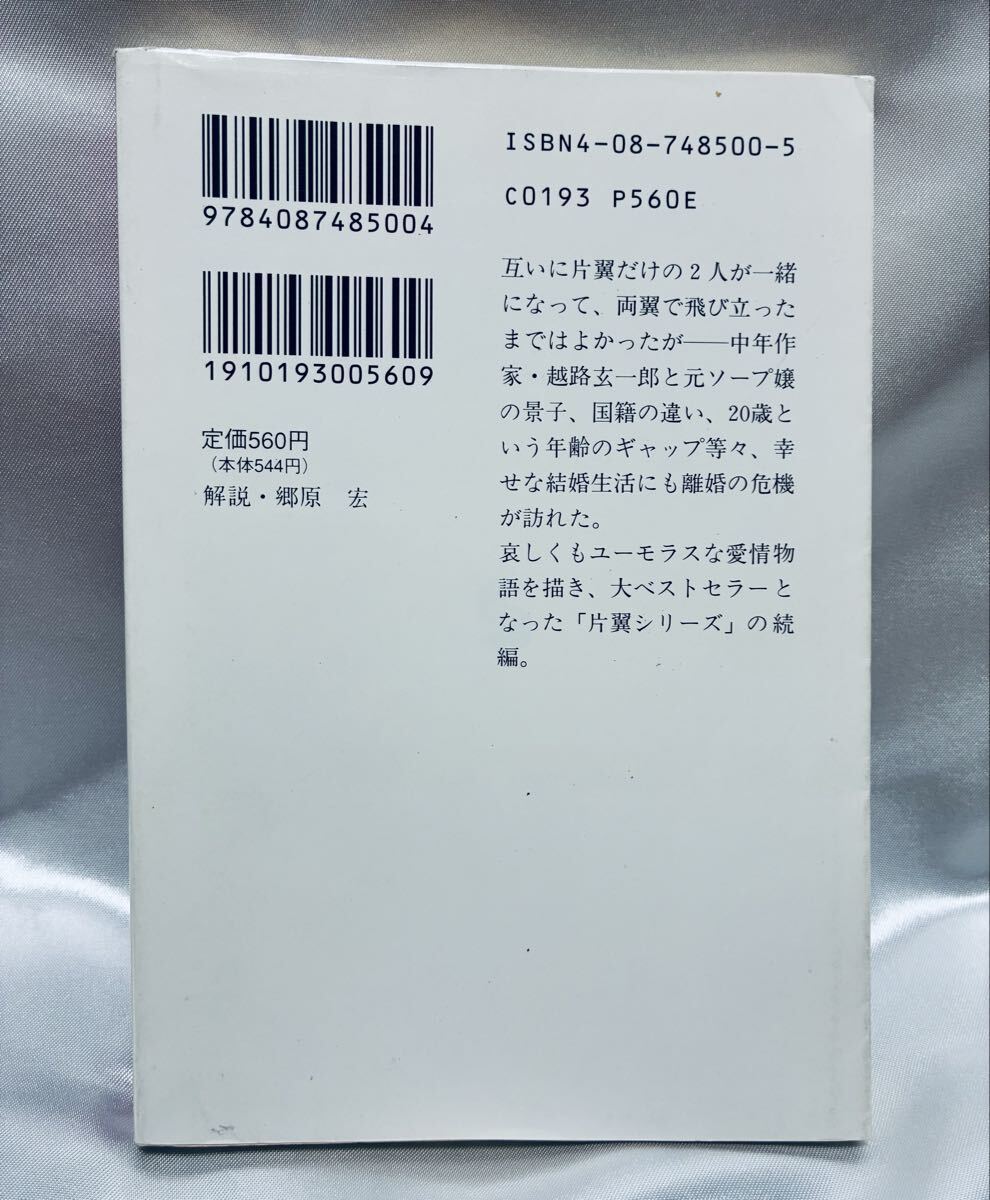 9784087485004
1910193005609
定価560円
（本体544円）
解説・郷原　宏
ISBN4-08-748500-5
C0193 P560E
互いに片翼だけの2人が一緒
になって、両翼で飛び立った
まではよかったが――中年作
家・越路玄一郎と元ソープ嬢
の景子、国籍の違い、20歳と
いう年齢のギャップ等々、幸
せな結婚生活にも離婚の危機
が訪れた。
哀しくもユーモラスな愛情物
語を描き、大ベストセラーと
なった「片翼シリーズ」の続
編。